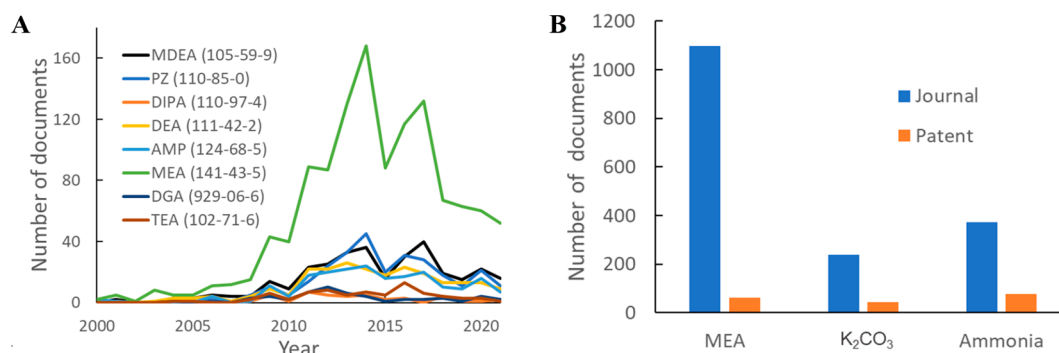 A
Number of documents
160
120
80
40
0
MDEA (105-59-9)
PZ (110-85-0)
DIPA (110-97-4)
DEA (111-42-2)
AMP (124-68-5)
MEA (141-43-5)
DGA (929-06-6)
TEA (102-71-6)
2000
2005
2010
2015
2020
Year
B
Number of documents
1200
1000
800
600
400
200
0
Journal
Patent
MEA
K₂CO₃
Ammonia